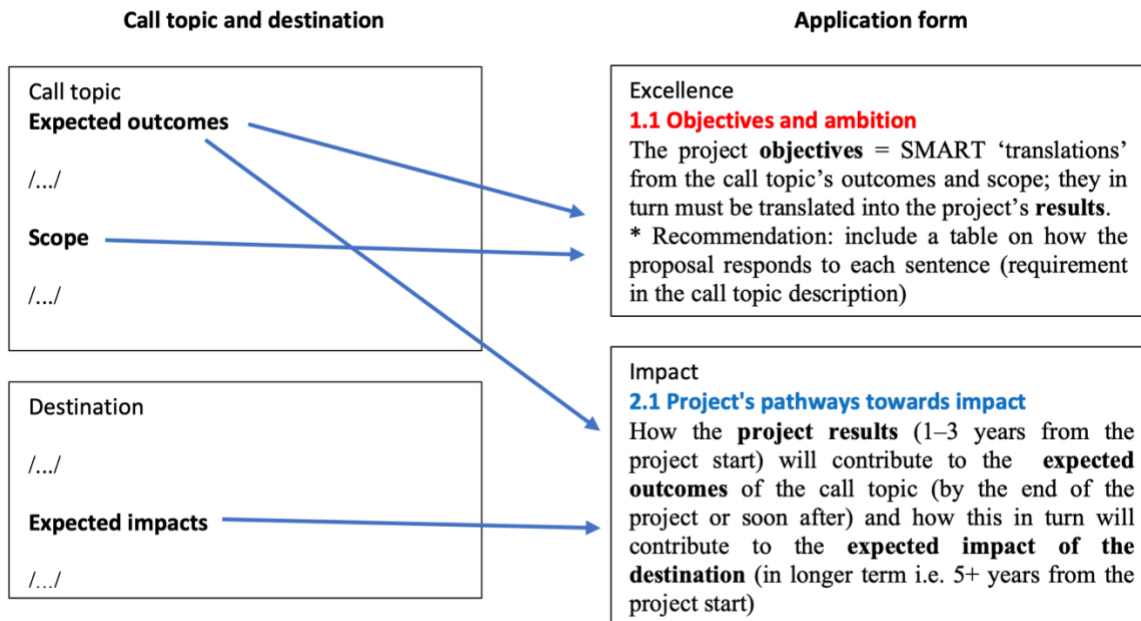 Call topic and destination
Application form
Call topic
Expected outcomes
/.../
Scope
/.../
Destination
/.../
Expected impacts
/.../
Excellence
1.1 Objectives and ambition
The project objectives = SMART ‘translations’
from the call topic’s outcomes and scope; they in
turn must be translated into the project’s results.
* Recommendation: include a table on how the
proposal responds to each sentence (requirement
in the call topic description)
Impact
2.1 Project's pathways towards impact
How the project results (1–3 years from the
project start) will contribute to the expected
outcomes of the call topic (by the end of the
project or soon after) and how this in turn will
contribute to the expected impact of the
destination (in longer term i.e. 5+ years from the
project start)